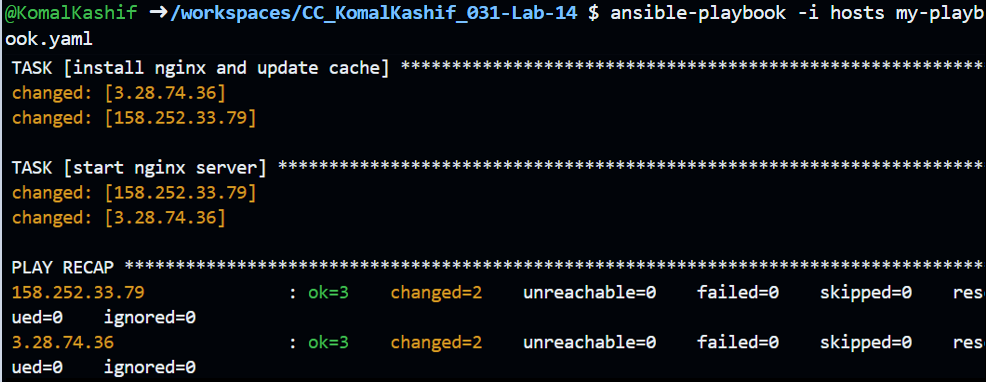 @KomalKashif ➜/workspaces/CC_KomalKashif_031-Lab-14 $ ansible-playbook -i hosts my-playb
ook.yaml
TASK [install nginx and update cache] *********************************************************
changed: [3.28.74.36]
changed: [158.252.33.79]
TASK [start nginx server] *********************************************************************
changed: [158.252.33.79]
changed: [3.28.74.36]
PLAY RECAP ************************************************************************************
158.252.33.79 : ok=3 changed=2 unreachable=0 failed=0 skipped=0 resc
ued=0 ignored=0
3.28.74.36 : ok=3 changed=2 unreachable=0 failed=0 skipped=0 resc
ued=0 ignored=0